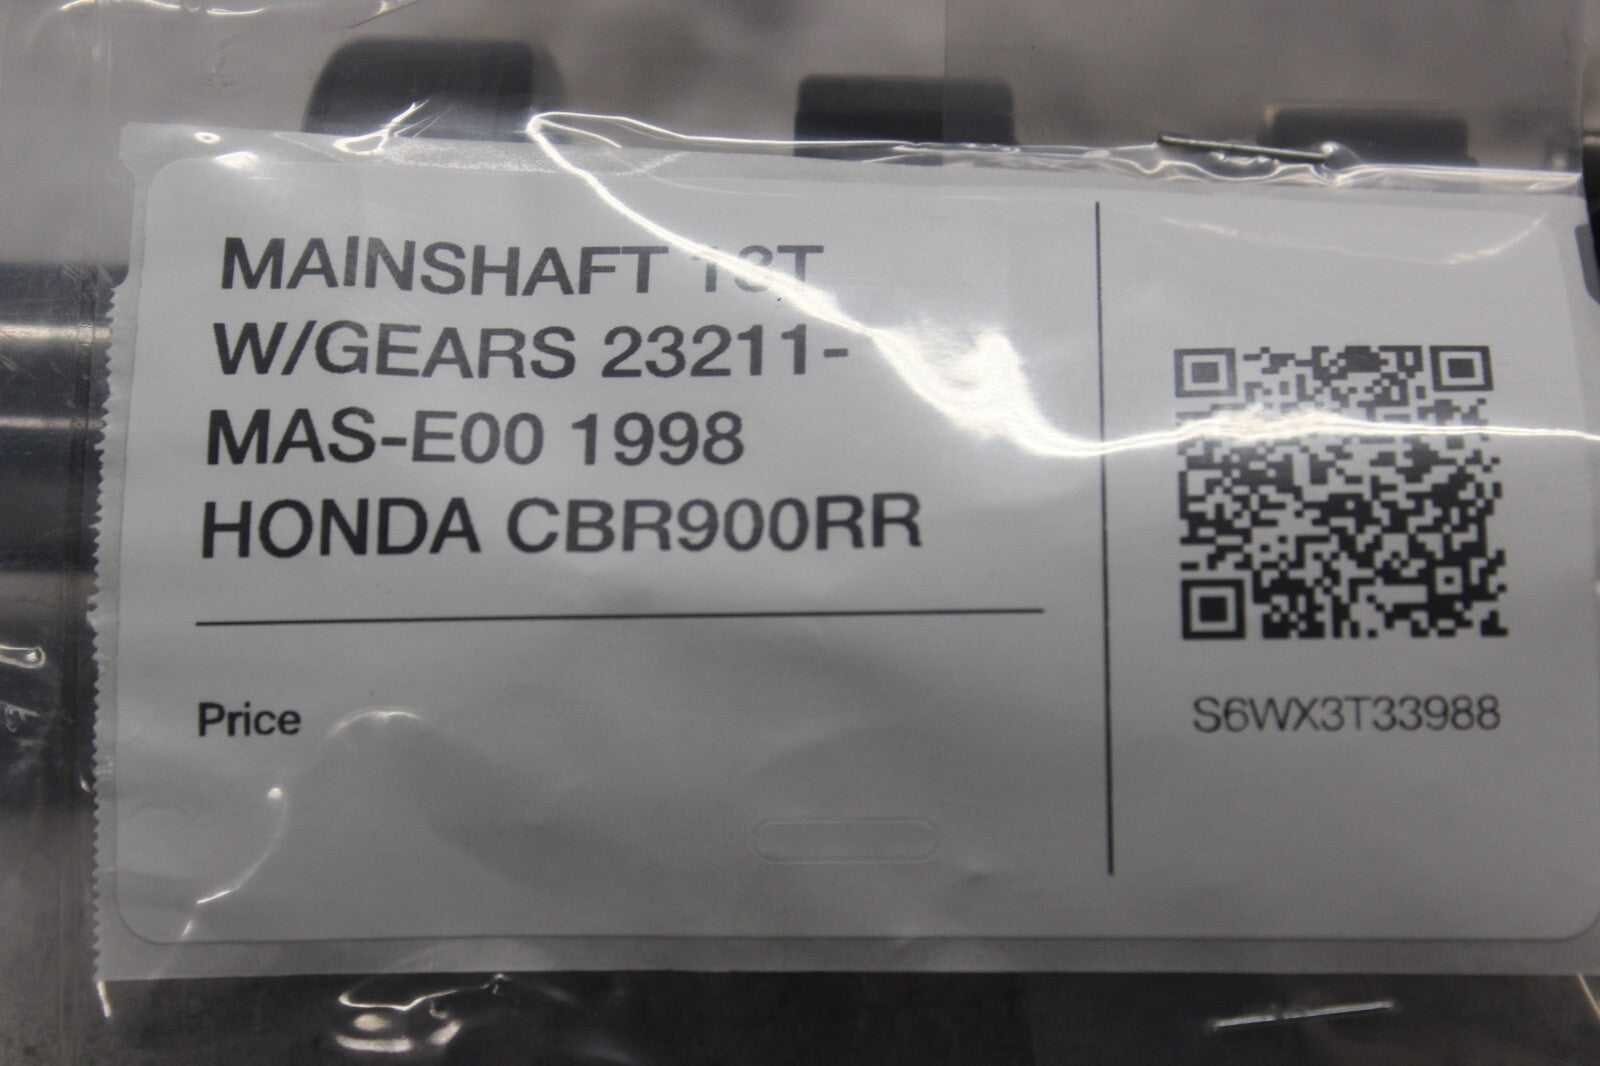 MAINSHAFT 13T
W/GEARS 23211-
MAS-E00 1998
HONDA CBR900RR
Price
S6WX3T33988